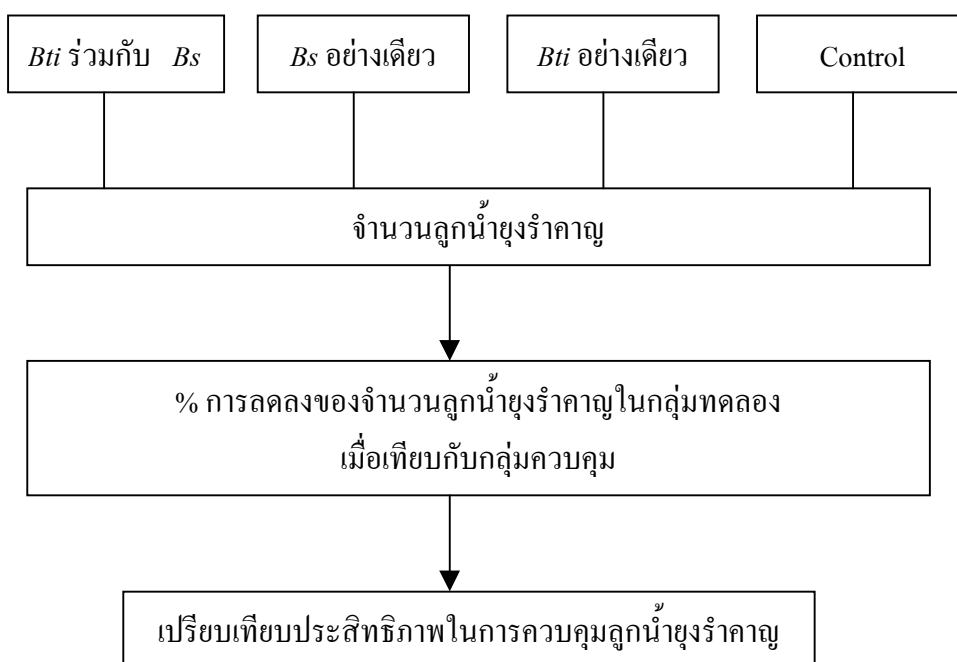 Bti ร่วมกับ Bs
Bs อย่างเดียว
Bti อย่างเดียว
Control
จำนวนลูกน้ำยุงรำคาญ
% การลดลงของจำนวนลูกน้ำยุงรำคาญในกลุ่มทดลอง
เมื่อเทียบกับกลุ่มควบคุม
เปรียบเทียบประสิทธิภาพในการควบคุมลูกน้ำยุงรำคาญ